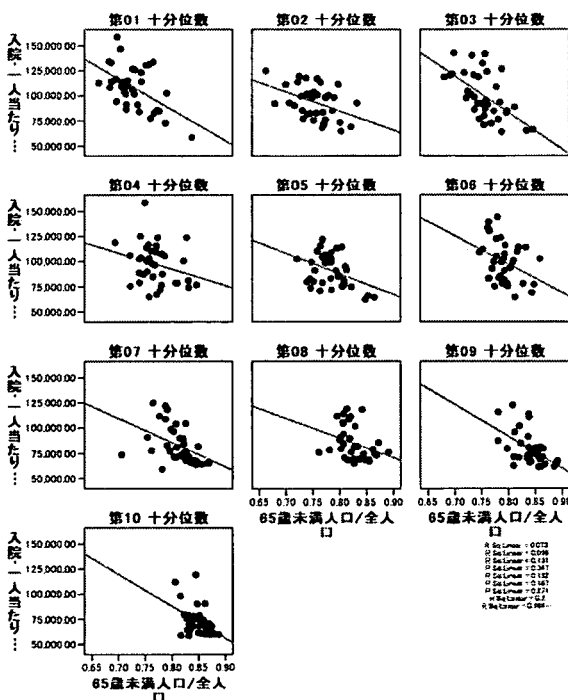 第01 十分位数
第02 十分位数
第03 十分位数
入院・一人当たり…
150,000.00
125,000.00
100,000.00
75,000.00
50,000.00
第04 十分位数
第05 十分位数
第06 十分位数
入院・一人当たり…
150,000.00
125,000.00
100,000.00
75,000.00
50,000.00
第07 十分位数
第08 十分位数
第09 十分位数
入院・一人当たり…
150,000.00
125,000.00
100,000.00
75,000.00
50,000.00
0.65 0.70 0.75 0.80 0.85 0.90
0.65 0.70 0.75 0.80 0.85 0.90
65歳未満人口/全人
口
65歳未満人口/全人
口
第10 十分位数
入院・一人当たり…
150,000.00
125,000.00
100,000.00
75,000.00
50,000.00
0.65 0.70 0.75 0.80 0.85 0.90
65歳未満人口/全人
口